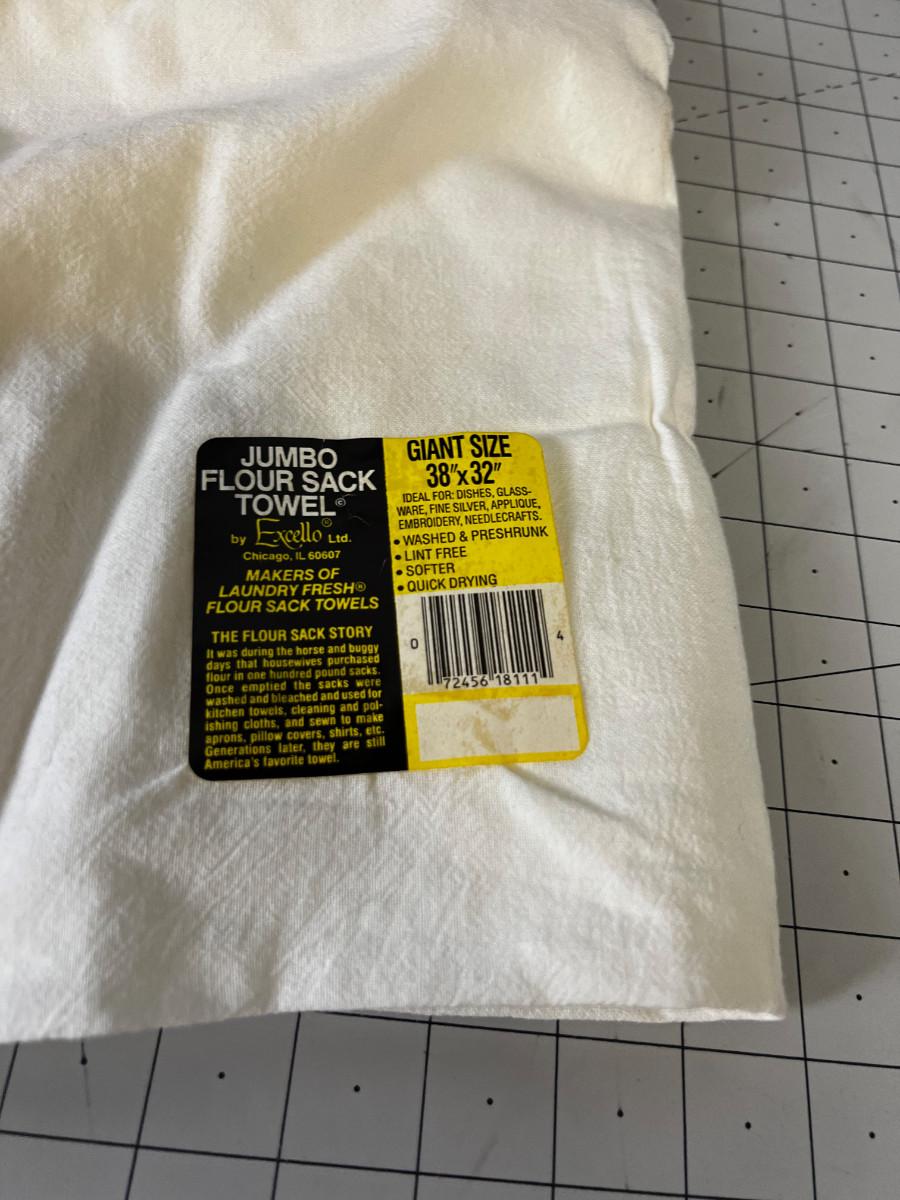 JUMBO
FLOUR SACK
TOWEL©
by Excello® Ltd.
Chicago, IL 60607
MAKERS OF
LAUNDRY FRESH®
FLOUR SACK TOWELS
THE FLOUR SACK STORY
It was during the horse and buggy
days that housewives purchased
flour in one hundred pound sacks.
Once emptied the sacks were
washed and bleached and used for
kitchen towels, cleaning and pol-
ishing cloths, and sewn to make
aprons, pillow covers, shirts, etc.
Generations later, they are still
America's favorite towel.
GIANT SIZE
38"x32"
IDEAL FOR: DISHES, GLASS-
WARE, FINE SILVER, APPLIQUE,
EMBROIDERY, NEEDLECRAFTS.
• WASHED & PRESHRUNK
• LINT FREE
• SOFTER
• QUICK DRYING
0 72456 18111 4